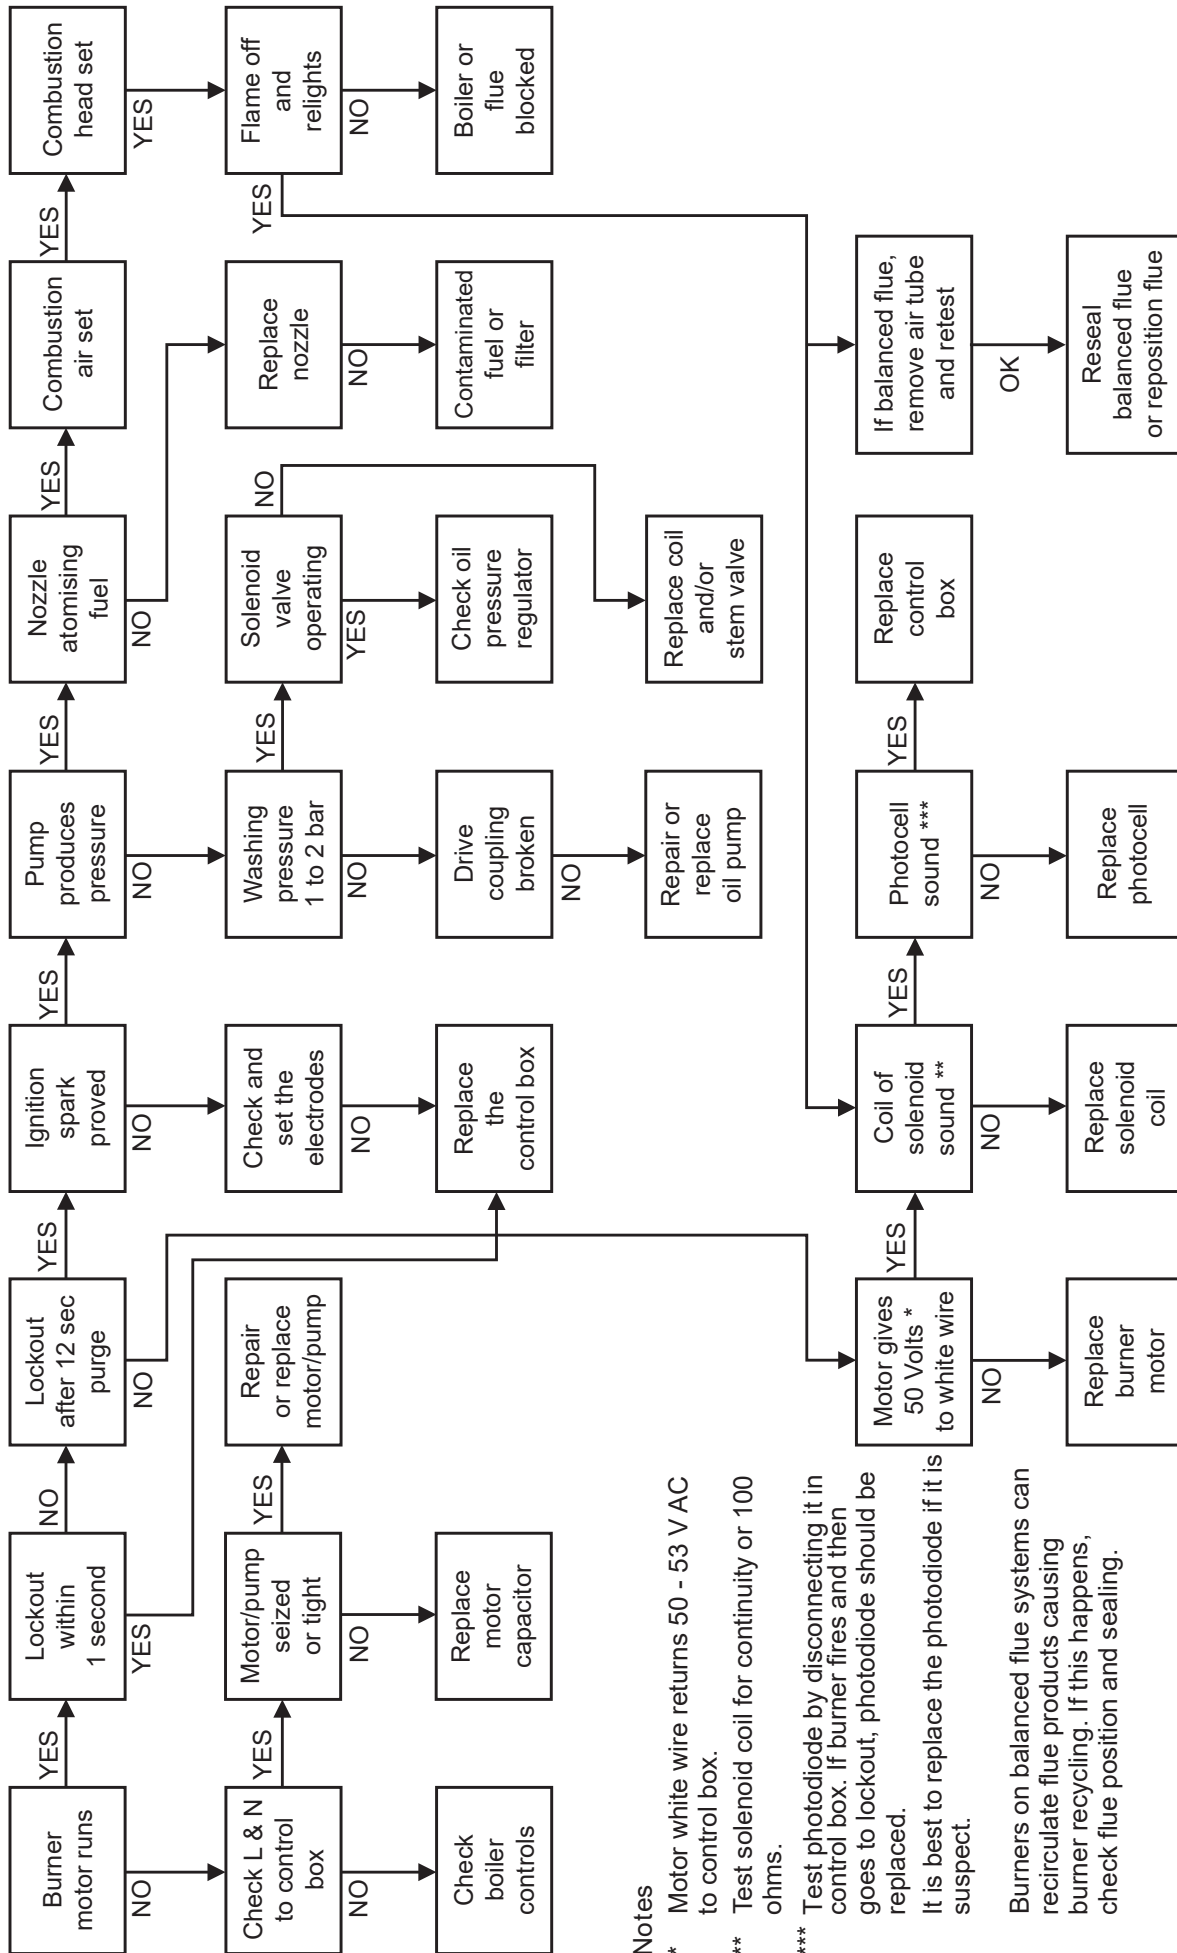 Burner
motor runs
YES
Lockout
within
1 second
NO
Lockout
after 12 sec
purge
YES
Ignition
spark
proved
YES
Pump
produces
pressure
YES
Nozzle
atomising
fuel
YES
Combustion
air set
YES
Combustion
head set
NO
YES
NO
NO
NO
NO
YES
Check L & N
to control
box
YES
Motor/pump
seized
or tight
YES
Repair
or replace
motor/pump
Check and
set the
electrodes
Washing
pressure
1 to 2 bar
YES
Solenoid
valve
operating
NO
Replace
nozzle
YES
Flame off
and
relights
NO
NO
NO
NO
YES
NO
NO
Check
boiler
controls
Replace
motor
capacitor
Replace
the
control box
Drive
coupling
broken
Check oil
pressure
regulator
Contaminated
fuel or
filter
Boiler or
flue
blocked
NO
Repair or
replace
oil pump
Replace coil
and/or
stem valve
Notes
* Motor white wire returns 50 - 53 V AC
to control box.
** Test solenoid coil for continuity or 100
ohms.
*** Test photodiode by disconnecting it in
control box. If burner fires and then
goes to lockout, photodiode should be
replaced.
It is best to replace the photodiode if it is
suspect.
Burners on balanced flue systems can
recirculate flue products causing
burner recycling. If this happens,
check flue position and sealing.
Motor gives
50 Volts *
to white wire
YES
Coil of
solenoid
sound **
YES
Photocell
sound ***
YES
Replace
control
box
If balanced flue,
remove air tube
and retest
NO
NO
NO
OK
Replace
burner
motor
Replace
solenoid
coil
Replace
photocell
Reseal
balanced flue
or reposition flue